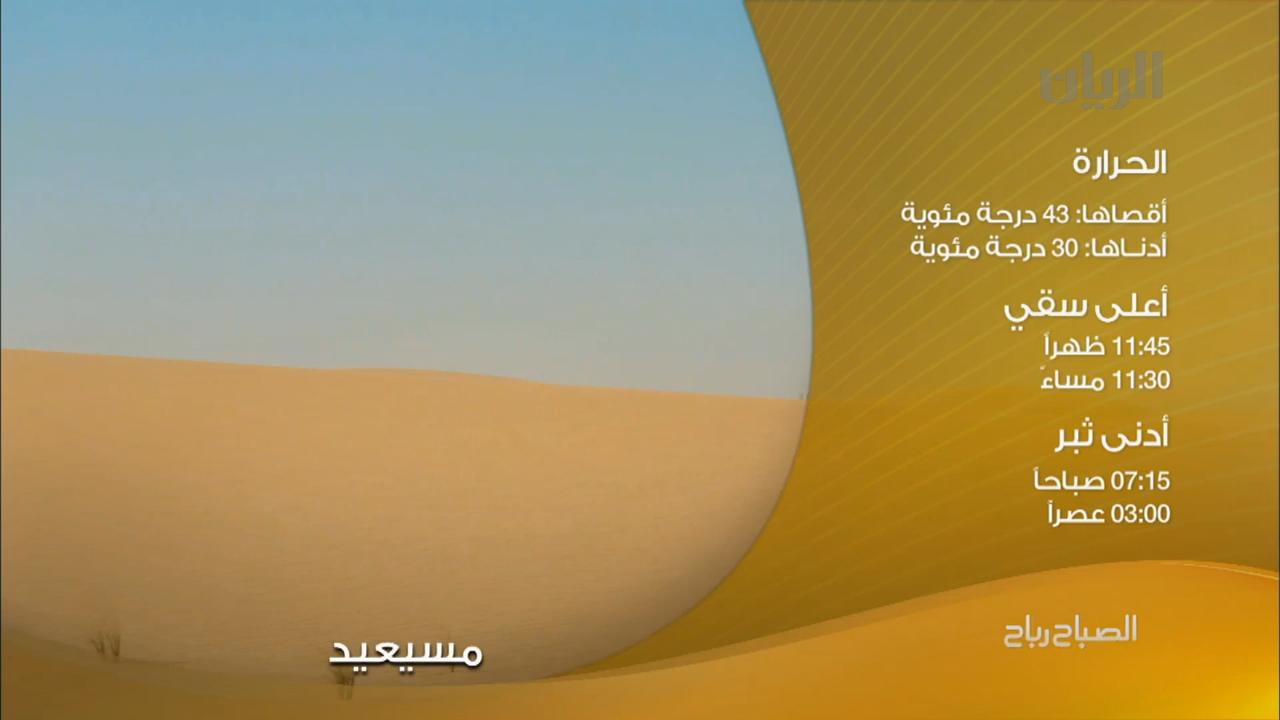 الريان
الحرارة
أقصاها: 43 درجة مئوية
أدنـاها: 30 درجة مئوية
أعلى سقي
11:45 ظهراً
11:30 مساءً
أدنى ثبر
07:15 صباحاً
03:00 عصراً
الصباح رباح
مسيعيد